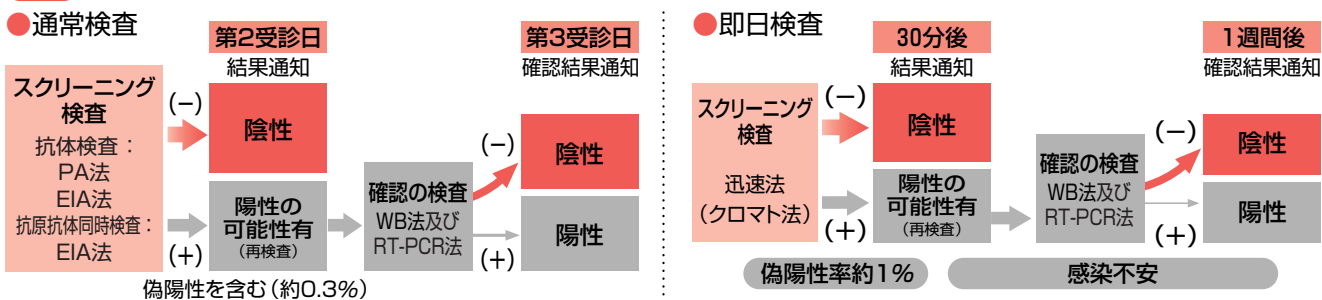 ●通常検査
第2受診日
結果通知
第3受診日
確認結果通知
スクリーニング
検査
抗体検査：
PA法
EIA法
抗原抗体同時検査：
EIA法
(−)
陰性
(+)
陽性の
可能性有
(再検査)
確認の検査
WB法及び
RT-PCR法
(−)
陰性
(+)
陽性
偽陽性を含む（約0.3%）
●即日検査
30分後
結果通知
1週間後
確認結果通知
スクリーニング
検査
迅速法
(クロマト法)
(−)
陰性
(+)
陽性の
可能性有
(再検査)
確認の検査
WB法及び
RT-PCR法
(−)
陰性
(+)
陽性
偽陽性率約1%
感染不安